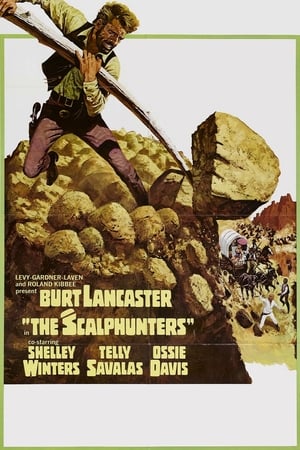 LEVY-GARDNER-LAVEN
and ROLAND KIBBEE
present BURT LANCASTER
in
"THE SCALPHUNTERS"
co-starring
SHELLEY TELLY OSSIE
WINTERS SAVALAS DAVIS